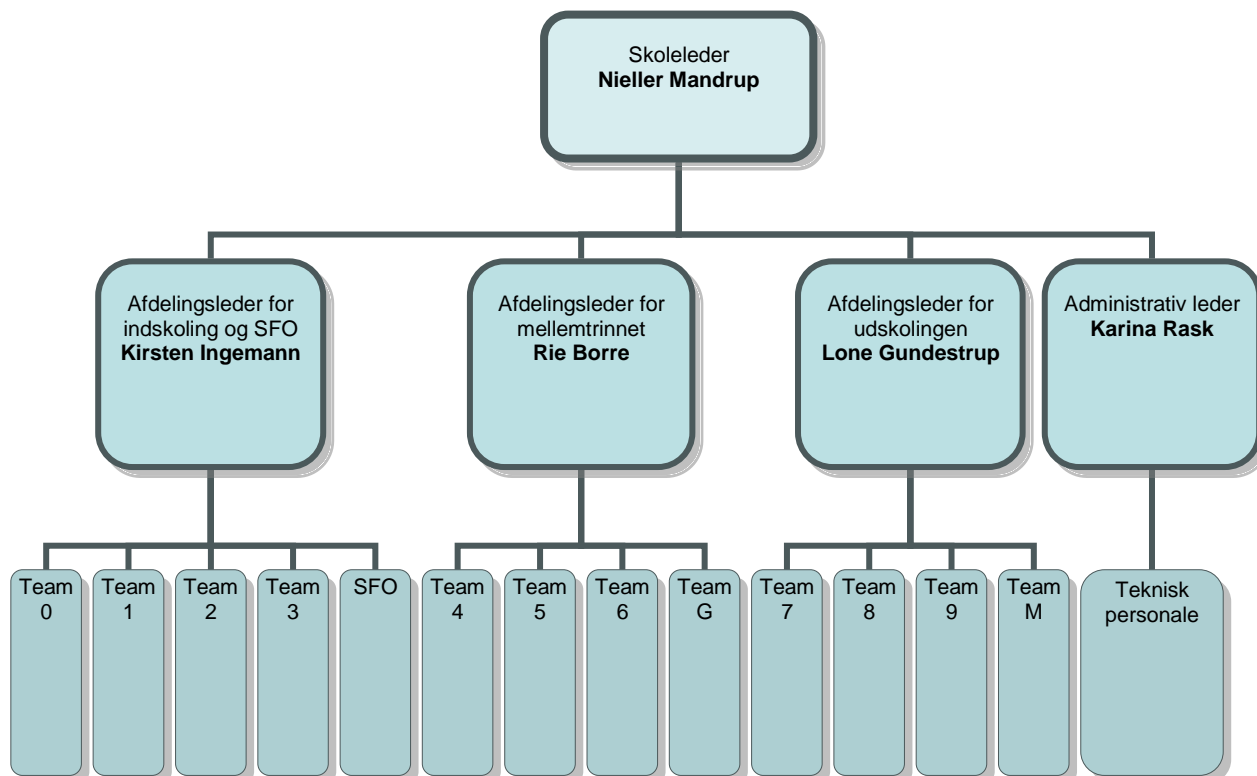 Skoleleder
Nieller Mandrup
Afdelingsleder for
indskoling og SFO
Kirsten Ingemann
Afdelingsleder for
mellemtrinnet
Rie Borre
Afdelingsleder for
udskolingen
Lone Gundestrup
Administrativ leder
Karina Rask
Team
0
Team
1
Team
2
Team
3
SFO
Team
4
Team
5
Team
6
Team
G
Team
7
Team
8
Team
9
Team
M
Teknisk
personale